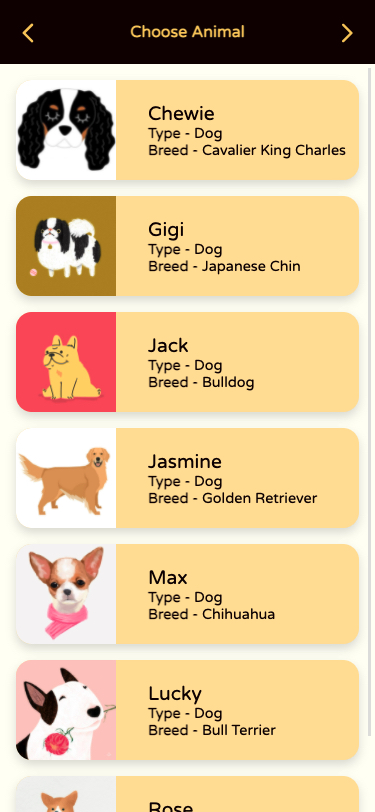 Choose Animal
Chewie
Type - Dog
Breed - Cavalier King Charles
Gigi
Type - Dog
Breed - Japanese Chin
Jack
Type - Dog
Breed - Bulldog
Jasmine
Type - Dog
Breed - Golden Retriever
Max
Type - Dog
Breed - Chihuahua
Lucky
Type - Dog
Breed - Bull Terrier
Rose